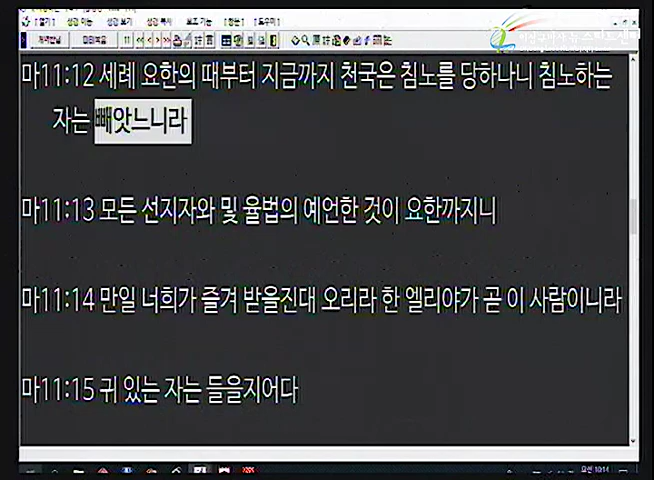 마11:12 세례 요한의 때부터 지금까지 천국은 침노를 당하나니 침노하는
자는 빼앗느니라
마11:13 모든 선지자와 및 율법의 예언한 것이 요한까지니
마11:14 만일 너희가 즐겨 받을진대 오리라 한 엘리야가 곧 이 사람이니라
마11:15 귀 있는 자는 들을지어다
오전 10:14